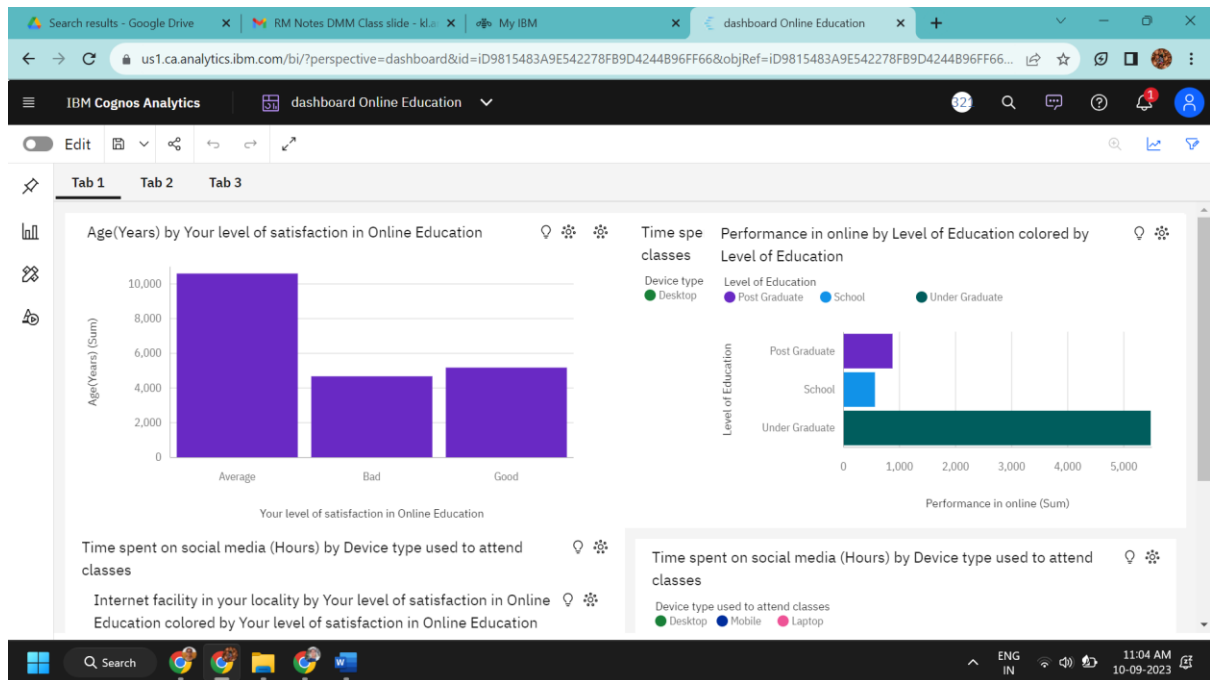 Search results - Google Drive
RM Notes DMM Class slide - kl.a
My IBM
dashboard Online Education
us1.ca.analytics.ibm.com/bi/?perspective=dashboard&id=iD9815483A9E542278FB9D4244B96FF66&objRef=iD9815483A9E542278FB9D4244B96FF66...
IBM Cognos Analytics
dashboard Online Education
321
1
Edit
Tab 1 Tab 2 Tab 3
Age(Years) by Your level of satisfaction in Online Education
10,000
8,000
6,000
4,000
2,000
0
Age(Years) (Sum)
Average Bad Good
Your level of satisfaction in Online Education
Time spe
classes
Device type
Desktop
Performance in online by Level of Education colored by
Level of Education
Level of Education
Post Graduate School Under Graduate
Level of Education
Post Graduate
School
Under Graduate
0 1,000 2,000 3,000 4,000 5,000
Performance in online (Sum)
Time spent on social media (Hours) by Device type used to attend
classes
Internet facility in your locality by Your level of satisfaction in Online
Education colored by Your level of satisfaction in Online Education
Time spent on social media (Hours) by Device type used to attend
classes
Device type used to attend classes
Desktop Mobile Laptop
Search
ENG
IN
11:04 AM
10-09-2023